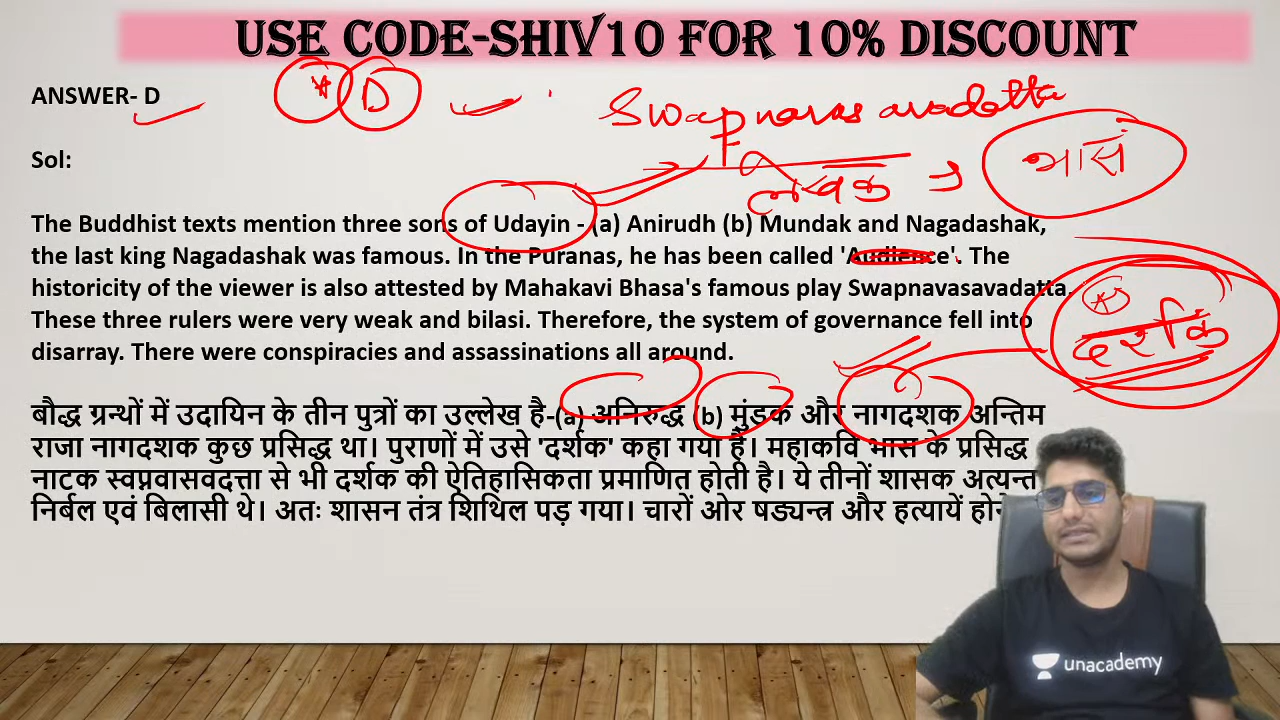 USE CODE-SHIV10 FOR 10% DISCOUNT
ANSWER- D
D
Swapnavasavadatta
लेखक
भास
Sol:
The Buddhist texts mention three sons of Udayin - (a) Anirudh (b) Mundak and Nagadashak,
the last king Nagadashak was famous. In the Puranas, he has been called 'Audience'. The
historicity of the viewer is also attested by Mahakavi Bhasa's famous play Swapnavasavadatta.
These three rulers were very weak and bilasi. Therefore, the system of governance fell into
disarray. There were conspiracies and assassinations all around.
दर्शक
बौद्ध ग्रन्थों में उदायिन के तीन पुत्रों का उल्लेख है-(a) अनिरुद्ध (b) मुंडक और नागदशक अन्तिम
राजा नागदशक कुछ प्रसिद्ध था। पुराणों में उसे 'दर्शक' कहा गया है। महाकवि भास के प्रसिद्ध
नाटक स्वप्नवासवदत्ता से भी दर्शक की ऐतिहासिकता प्रमाणित होती है। ये तीनों शासक अत्यन्त
निर्बल एवं बिलासी थे। अतः शासन तंत्र शिथिल पड़ गया। चारों ओर षड्यन्त्र और हत्यायें
unacademy